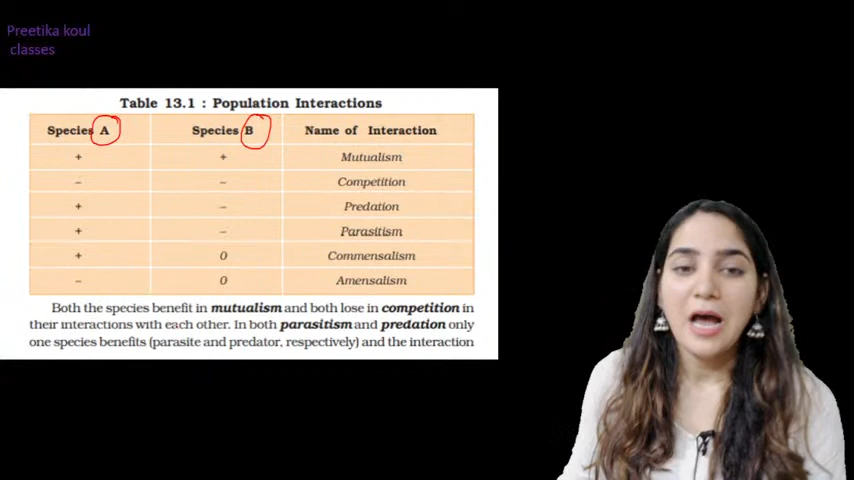 Preetika koul
classes
Table 13.1 : Population Interactions
Species A Species B Name of Interaction
+ + Mutualism
– – Competition
+ – Predation
+ – Parasitism
+ 0 Commensalism
– 0 Amensalism
Both the species benefit in mutualism and both lose in competition in
their interactions with each other. In both parasitism and predation only
one species benefits (parasite and predator, respectively) and the interaction